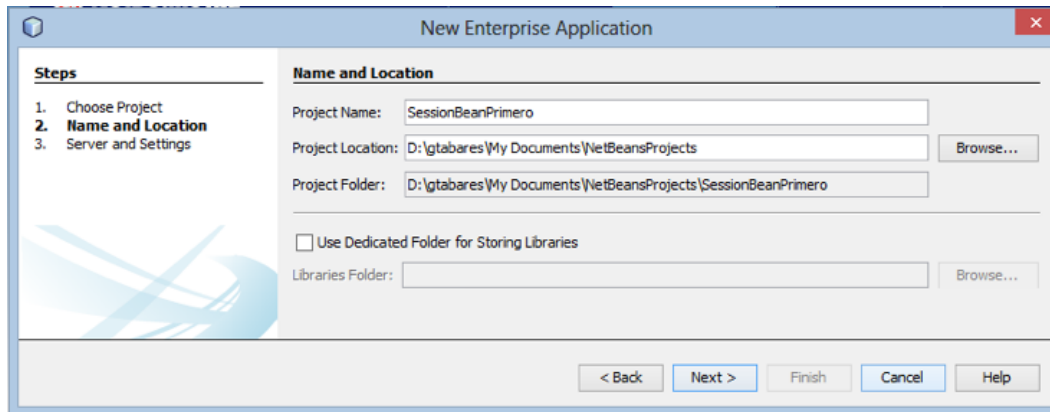 New Enterprise Application
Steps
1. Choose Project
2. Name and Location
3. Server and Settings
Name and Location
Project Name: SessionBeanPrimero
Project Location: D:\gtabares\My Documents\NetBeansProjects Browse...
Project Folder: D:\gtabares\My Documents\NetBeansProjects\SessionBeanPrimero
Use Dedicated Folder for Storing Libraries
Libraries Folder: Browse...
< Back Next > Finish Cancel Help